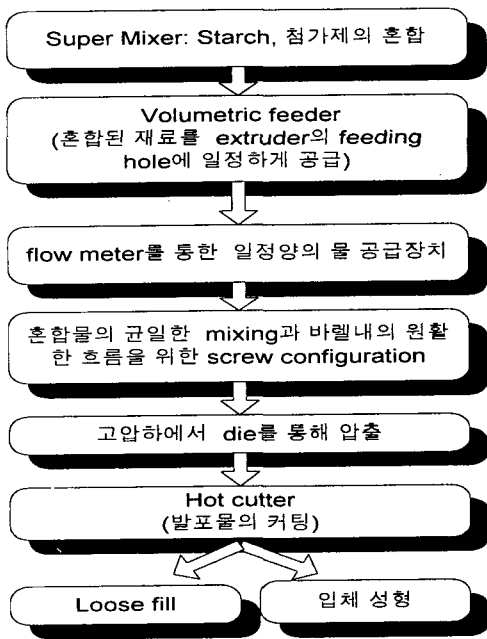 Super Mixer: Starch, 첨가제의 혼합
Volumetric feeder
(혼합된 재료를 extruder의 feeding
hole에 일정하게 공급)
flow meter를 통한 일정양의 물 공급장치
혼합물의 균일한 mixing과 바렐내의 원활
한 흐름을 위한 screw configuration
고압하에서 die를 통해 압출
Hot cutter
(발포물의 커팅)
Loose fill
입체 성형